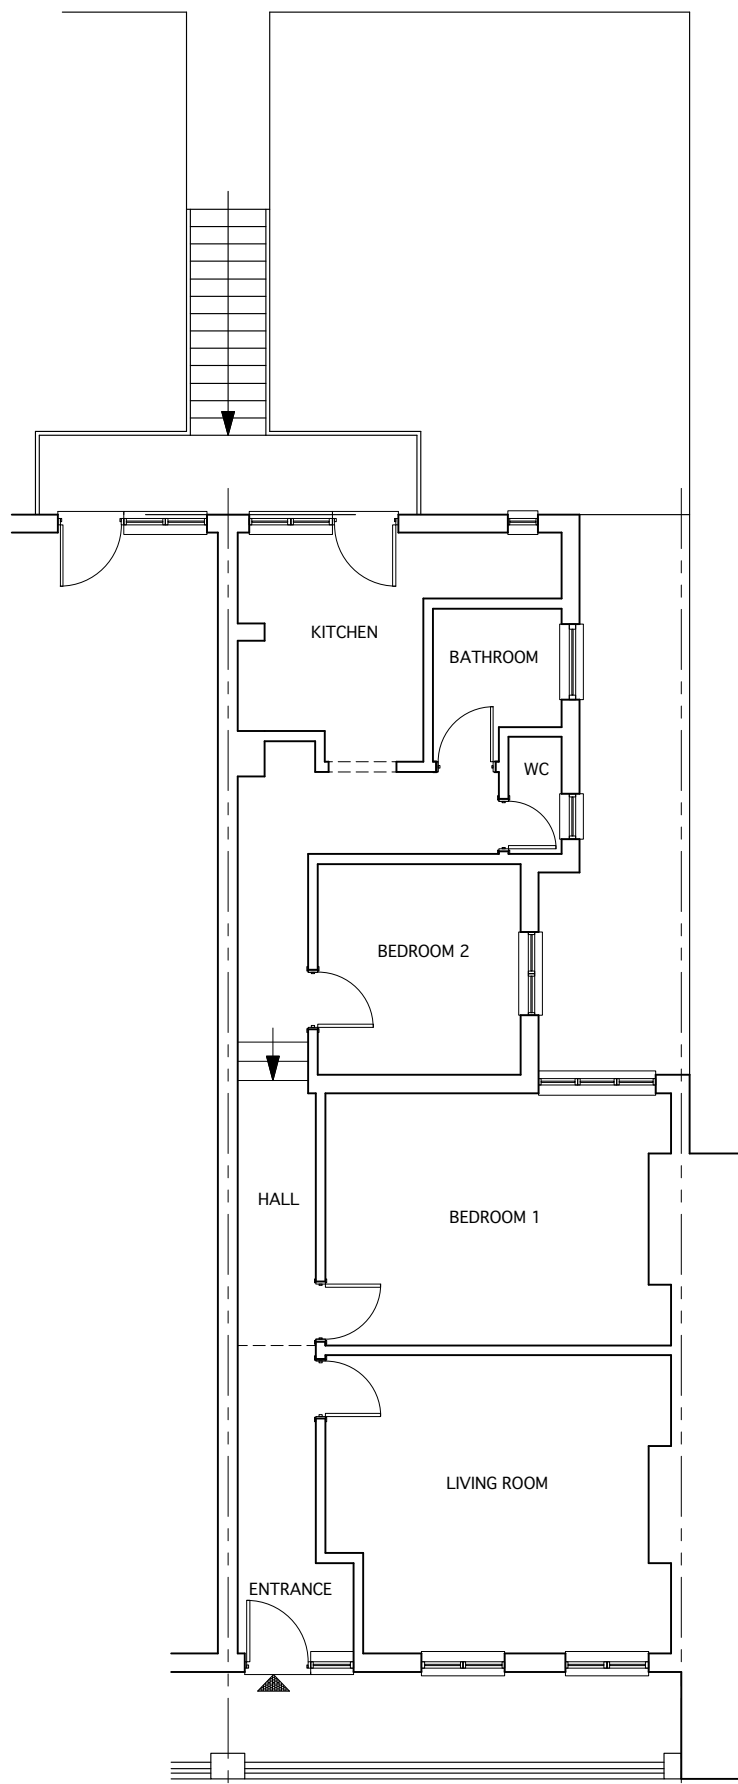 KITCHEN
BATHROOM
WC
BEDROOM 2
HALL
BEDROOM 1
LIVING ROOM
ENTRANCE